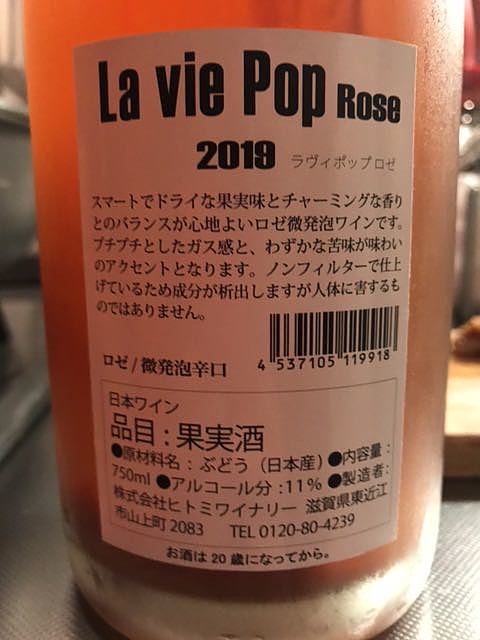 La vie Pop Rose
2019 ラヴィポップロゼ
スマートでドライな果実味とチャーミングな香り
とのバランスが心地よいロゼ微発泡ワインです。
プチプチとしたガス感と、わずかな苦味が味わい
のアクセントとなります。ノンフィルターで仕上
げているため成分が析出しますが人体に害するも
のではありません。
4 537105 119918
ロゼ/微発泡辛口
日本ワイン
品目:果実酒
●原材料名:ぶどう(日本産)●内容量:
750ml ●アルコール分:11% ●製造者:
株式会社ヒトミワイナリー 滋賀県東近江
市山上町2083 TEL 0120-80-4239
お酒は20歳になってから。